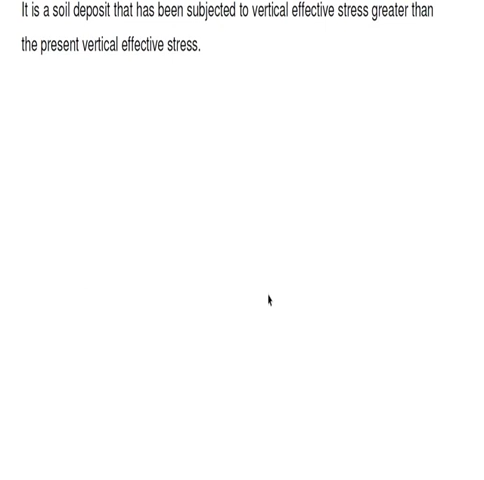 It is a soil deposit that has been subjected to vertical effective stress greater than
the present vertical effective stress.